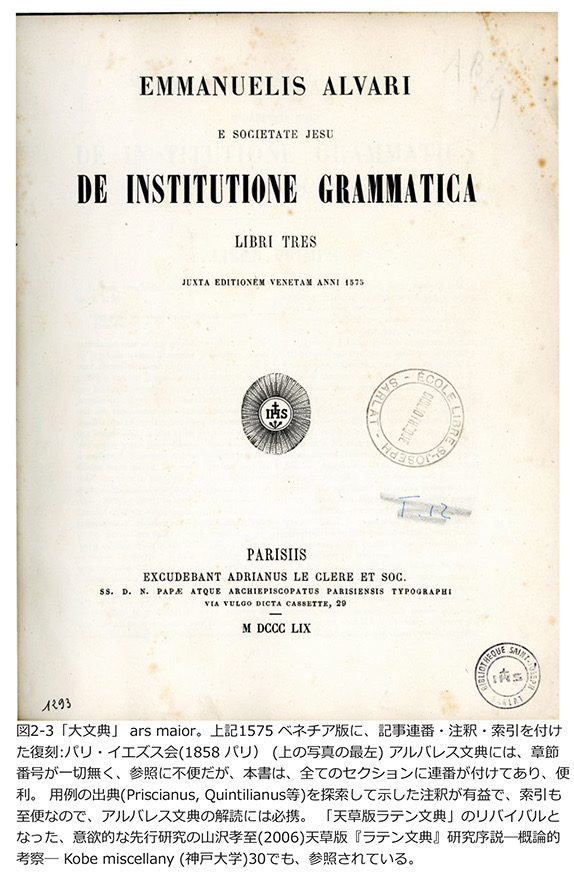 EMMANUELIS ALVARI
E SOCIETATE JESU
DE INSTITUTIONE GRAMMATICA
LIBRI TRES
JUXTA EDITIONEM VENETAM ANNI 1575
IHS
ÉCOLE LIBRE ST-JOSEPH - SARLAT -
T. 12
PARISIIS
EXCUDEBANT ADRIANUS LE CLERE ET SOC.
SS. D. N. PAPÆ ATQUE ARCHIEPISCOPATUS PARISIENSIS TYPOGRAPHI
VIA VULGO DICTA CASSETTE, 29
M DCCC LIX
BIBLIOTHEQUE SAINT-JOSEPH SARLAT
IHS
1293
図2-3「大文典」 ars maior。上記1575 ベネチア版に、記事連番・注釈・索引を付け
た復刻:パリ・イエズス会(1858 パリ） (上の写真の最左) アルバレス文典には、章節
番号が一切無く、参照に不便だが、本書は、全てのセクションに連番が付けてあり、便
利。 用例の出典(Priscianus, Quintilianus等)を探索して示した注釈が有益で、索引も
至便なので、アルバレス文典の解読には必携。 「天草版ラテン文典」のリバイバルと
なった、意欲的な先行研究の山沢孝至(2006)天草版『ラテン文典』研究序説―概論的
考察― Kobe miscellany (神戸大学)30でも、参照されている。